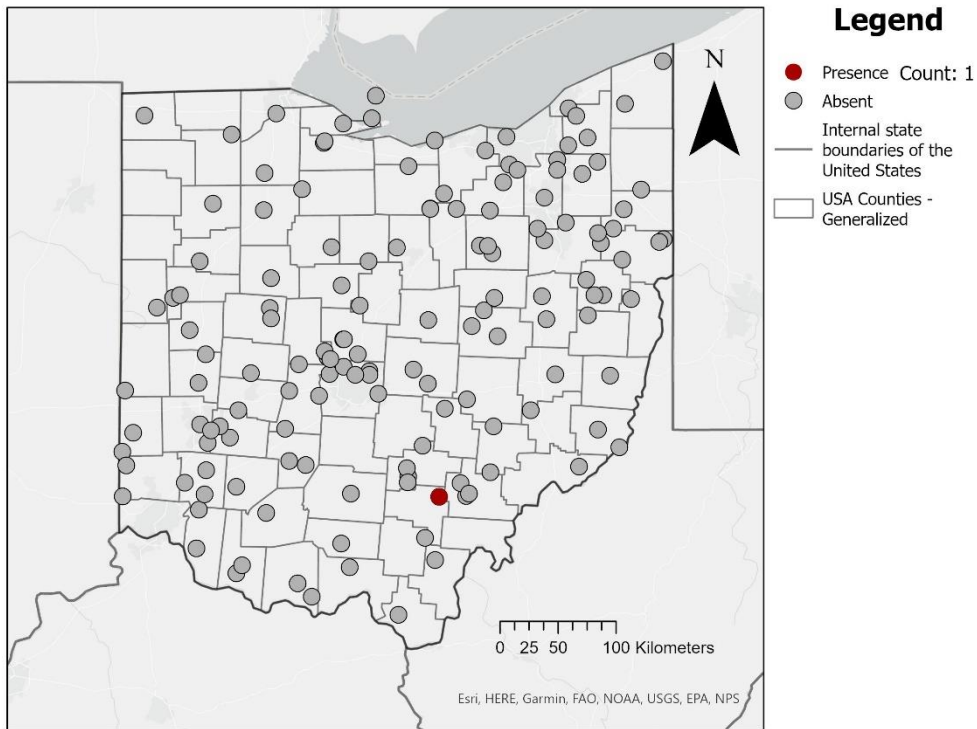 Legend
N
Presence Count: 1
Absent
Internal state
boundaries of the
United States
USA Counties -
Generalized
0 25 50 100 Kilometers
Esri, HERE, Garmin, FAO, NOAA, USGS, EPA, NPS